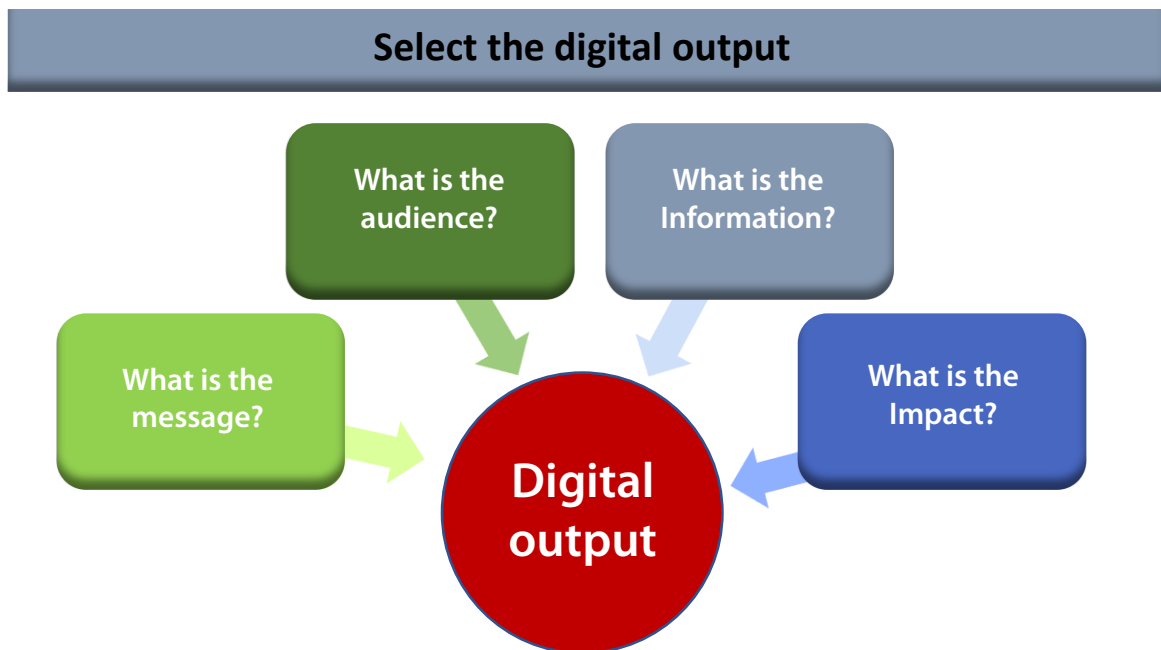 Select the digital output
What is the
audience?
What is the
Information?
What is the
message?
What is the
Impact?
Digital
output